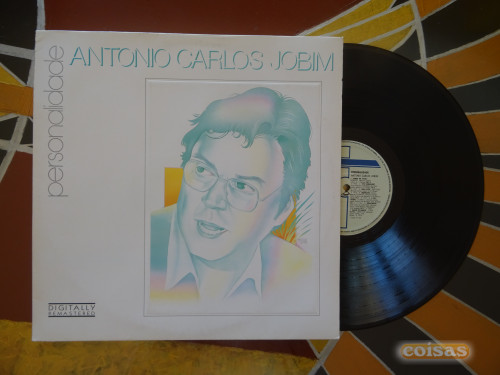 ANTONIO CARLOS JOBIM
personalidade
DIGITALLY
REMASTERED
coisas